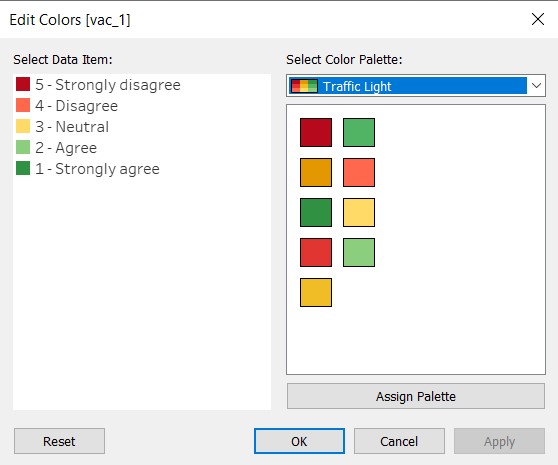 Edit Colors [vac_1]
Select Data Item:
5 - Strongly disagree
4 - Disagree
3 - Neutral
2 - Agree
1 - Strongly agree
Select Color Palette:
Traffic Light
Assign Palette
Reset
OK
Cancel
Apply